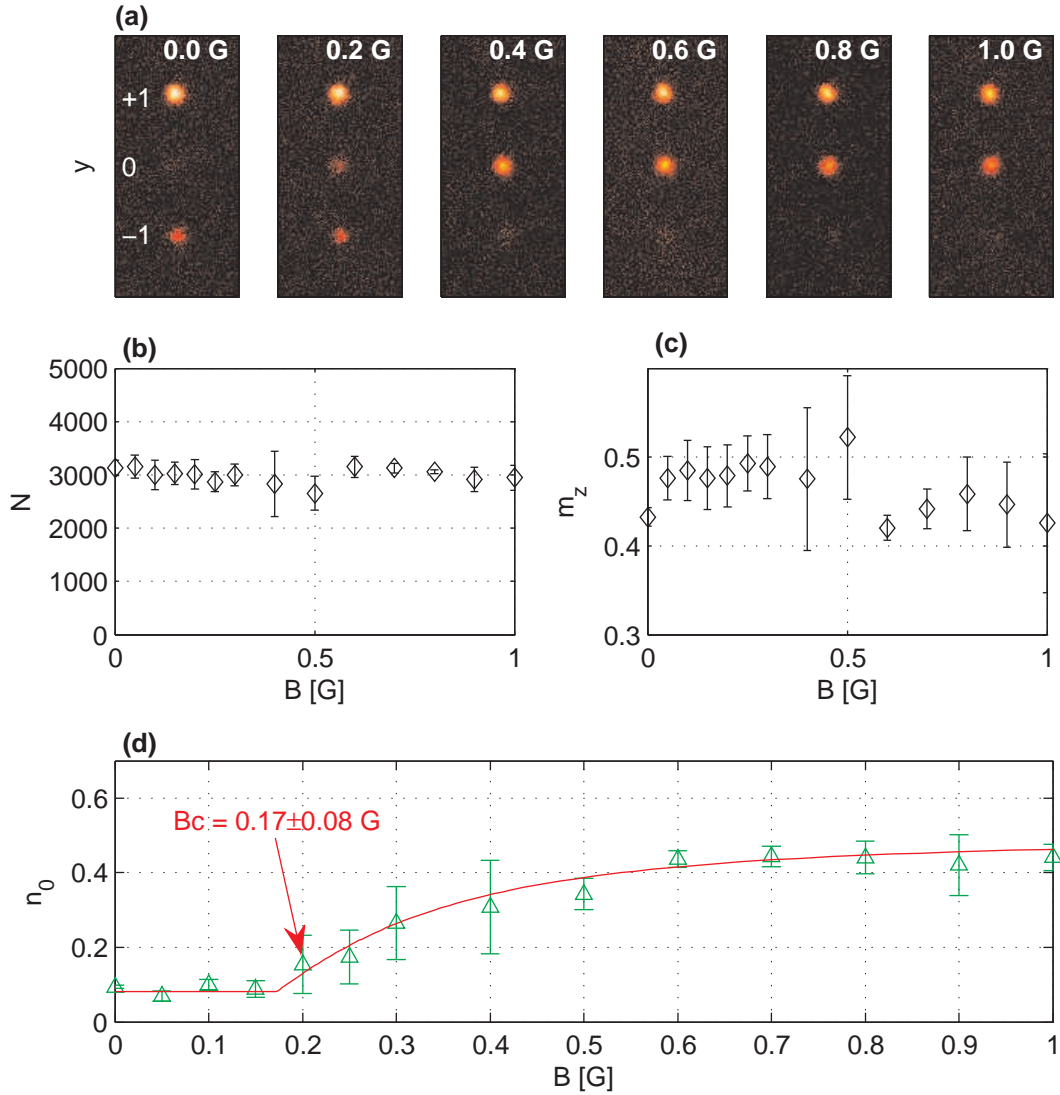 (a)
0.0 G 0.2 G 0.4 G 0.6 G 0.8 G 1.0 G
+1
y 0
−1
(b)
5000
4000
3000
2000
1000
0
N
0 0.5 1
B [G]
(c)
0.5
0.4
0.3
m_z
0 0.5 1
B [G]
(d)
0.6
0.4
0.2
0
n_0
Bc = 0.17±0.08 G
0 0.1 0.2 0.3 0.4 0.5 0.6 0.7 0.8 0.9 1
B [G]